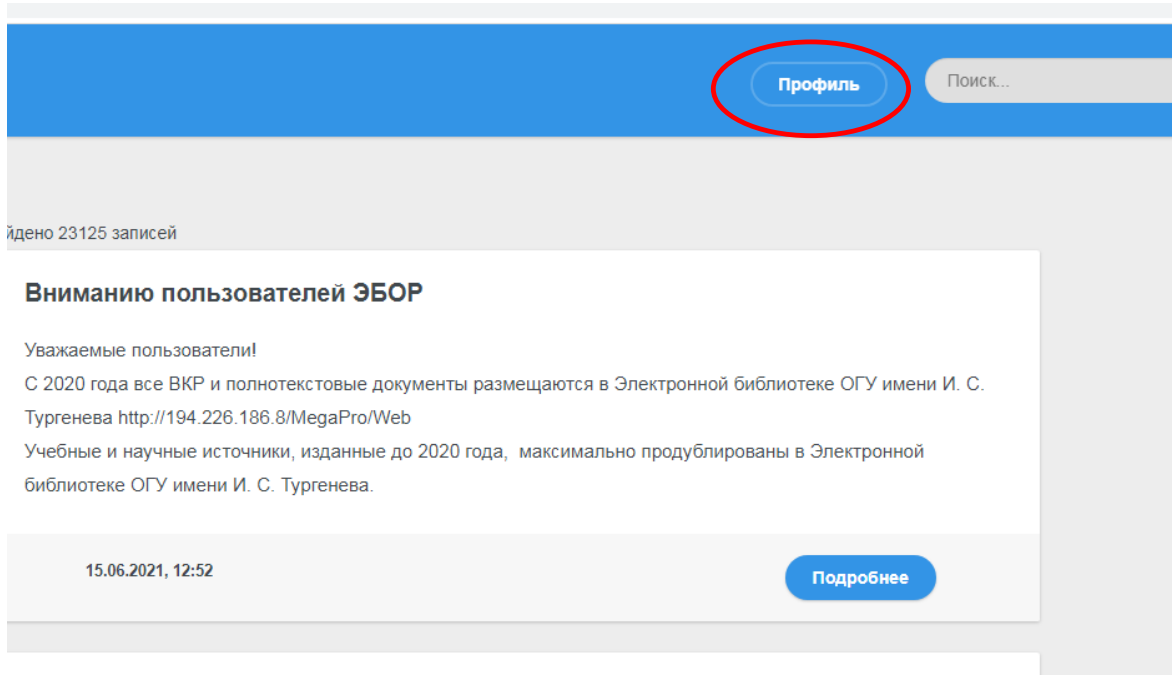 Профиль
Поиск...
йдено 23125 записей
Вниманию пользователей ЭБОР
Уважаемые пользователи!
С 2020 года все ВКР и полнотекстовые документы размещаются в Электронной библиотеке ОГУ имени И. С.
Тургенева http://194.226.186.8/MegaPro/Web
Учебные и научные источники, изданные до 2020 года,  максимально продублированы в Электронной
библиотеке ОГУ имени И. С. Тургенева.
15.06.2021, 12:52
Подробнее